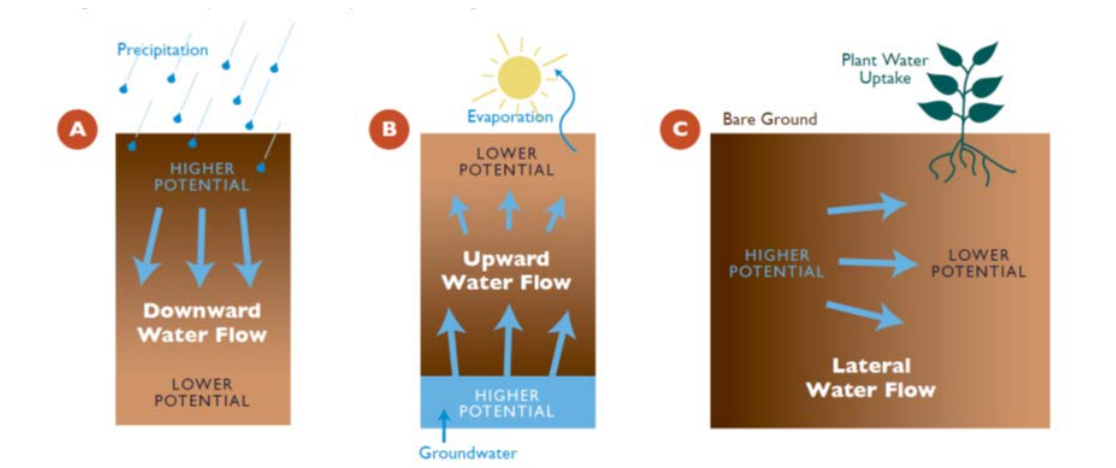 Precipitation
A
HIGHER
POTENTIAL
Downward
Water Flow
LOWER
POTENTIAL
B
Evaporation
LOWER
POTENTIAL
Upward
Water Flow
HIGHER
POTENTIAL
Groundwater
C
Bare Ground
Plant Water
Uptake
HIGHER
POTENTIAL
LOWER
POTENTIAL
Lateral
Water Flow